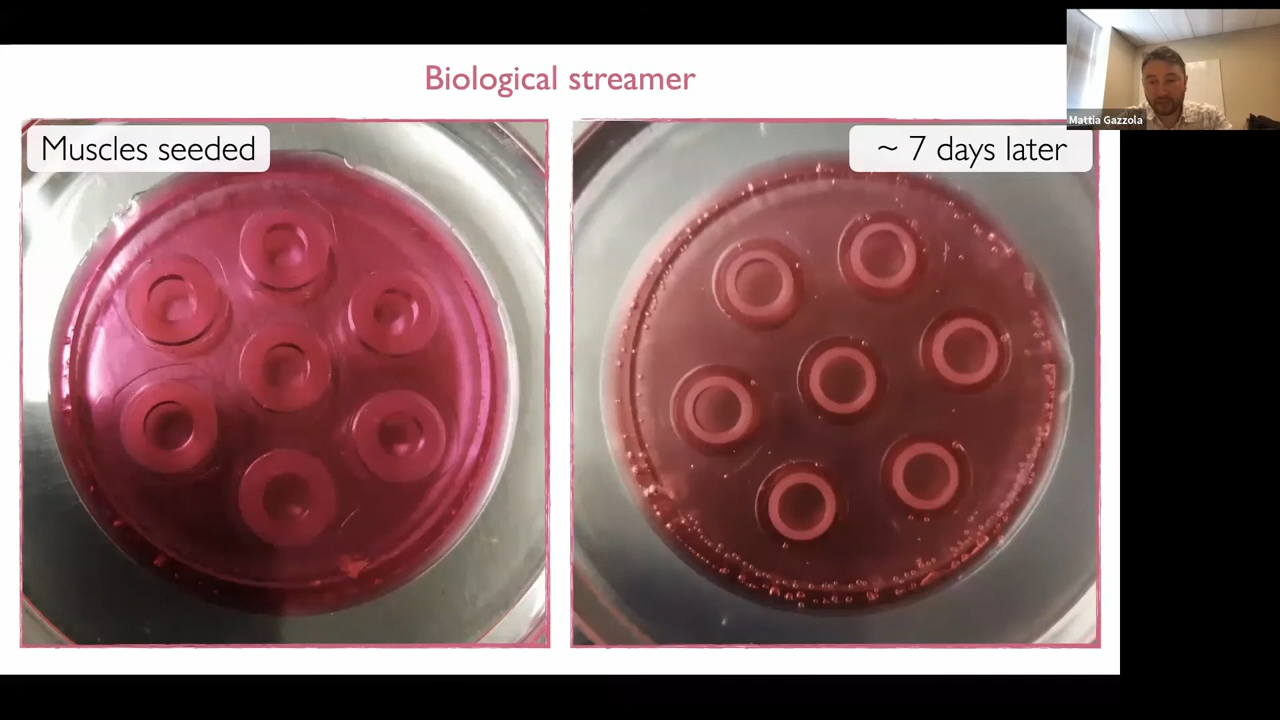 Biological streamer
Muscles seeded
~ 7 days later
Mattia Gazzola